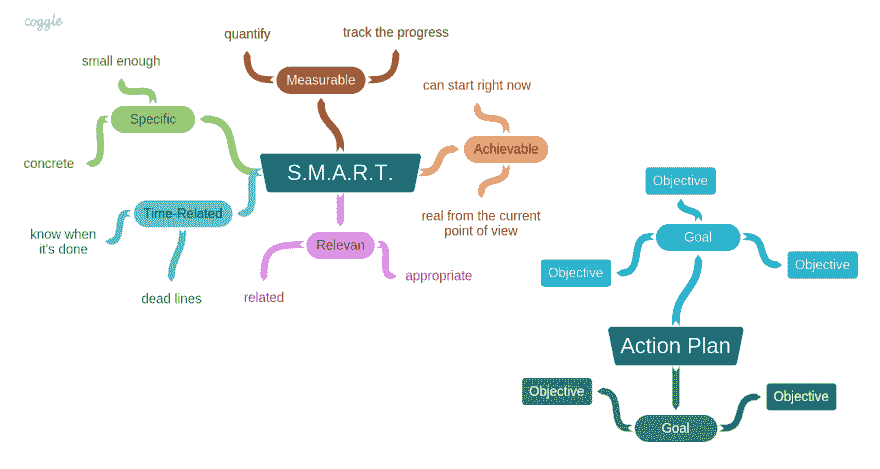 coggle
quantify
track the progress
small enough
Measurable
can start right now
Specific
Achievable
concrete
S.M.A.R.T.
Time-Related
know when
it's done
real from the current
point of view
Relevan
appropriate
dead lines
related
Objective
Goal
Objective
Objective
Action Plan
Objective
Objective
Goal